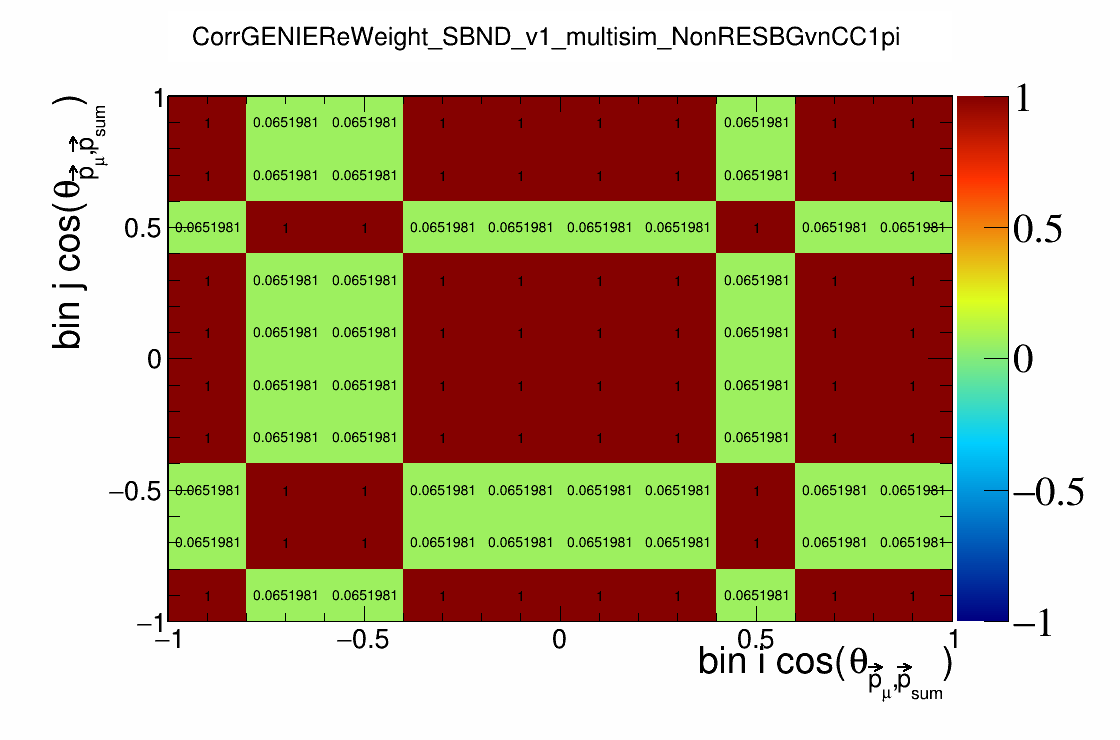 CorrGENIEReWeight_SBND_v1_multisim_NonRESBGvnCC1pi
bin j cos(θ p⃗μ,p⃗sum)
1
0.5
0
−0.5
−1
1 0.0651981 0.0651981 1 1 1 1 0.0651981 1 1
1 0.0651981 0.0651981 1 1 1 1 0.0651981 1 1
0.0651981 1 1 0.0651981 0.0651981 0.0651981 0.0651981 1 0.0651981 0.0651981
1 0.0651981 0.0651981 1 1 1 1 0.0651981 1 1
1 0.0651981 0.0651981 1 1 1 1 0.0651981 1 1
1 0.0651981 0.0651981 1 1 1 1 0.0651981 1 1
1 0.0651981 0.0651981 1 1 1 1 0.0651981 1 1
0.0651981 1 1 0.0651981 0.0651981 0.0651981 0.0651981 1 0.0651981 0.0651981
0.0651981 1 1 0.0651981 0.0651981 0.0651981 0.0651981 1 0.0651981 0.0651981
1 0.0651981 0.0651981 1 1 1 1 0.0651981 1 1
−1 −0.5 0 0.5 1
bin i cos(θ p⃗μ,p⃗sum)
1
0.5
0
−0.5
−1